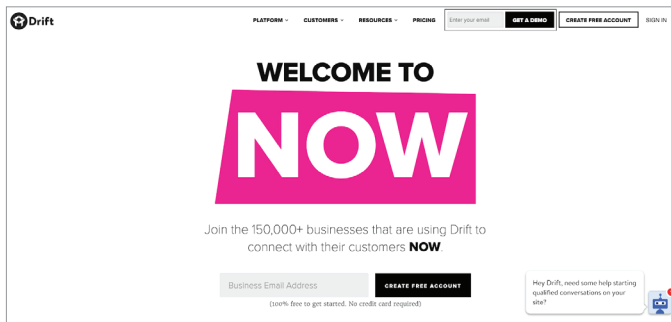 Drift
PLATFORM CUSTOMERS RESOURCES PRICING Enter your email GET A DEMO CREATE FREE ACCOUNT SIGN IN
WELCOME TO
NOW
Join the 150,000+ businesses that are using Drift to
connect with their customers NOW.
Business Email Address CREATE FREE ACCOUNT
(100% free to get started. No credit card required)
Hey Drift, need some help starting
qualified conversations on your
site?